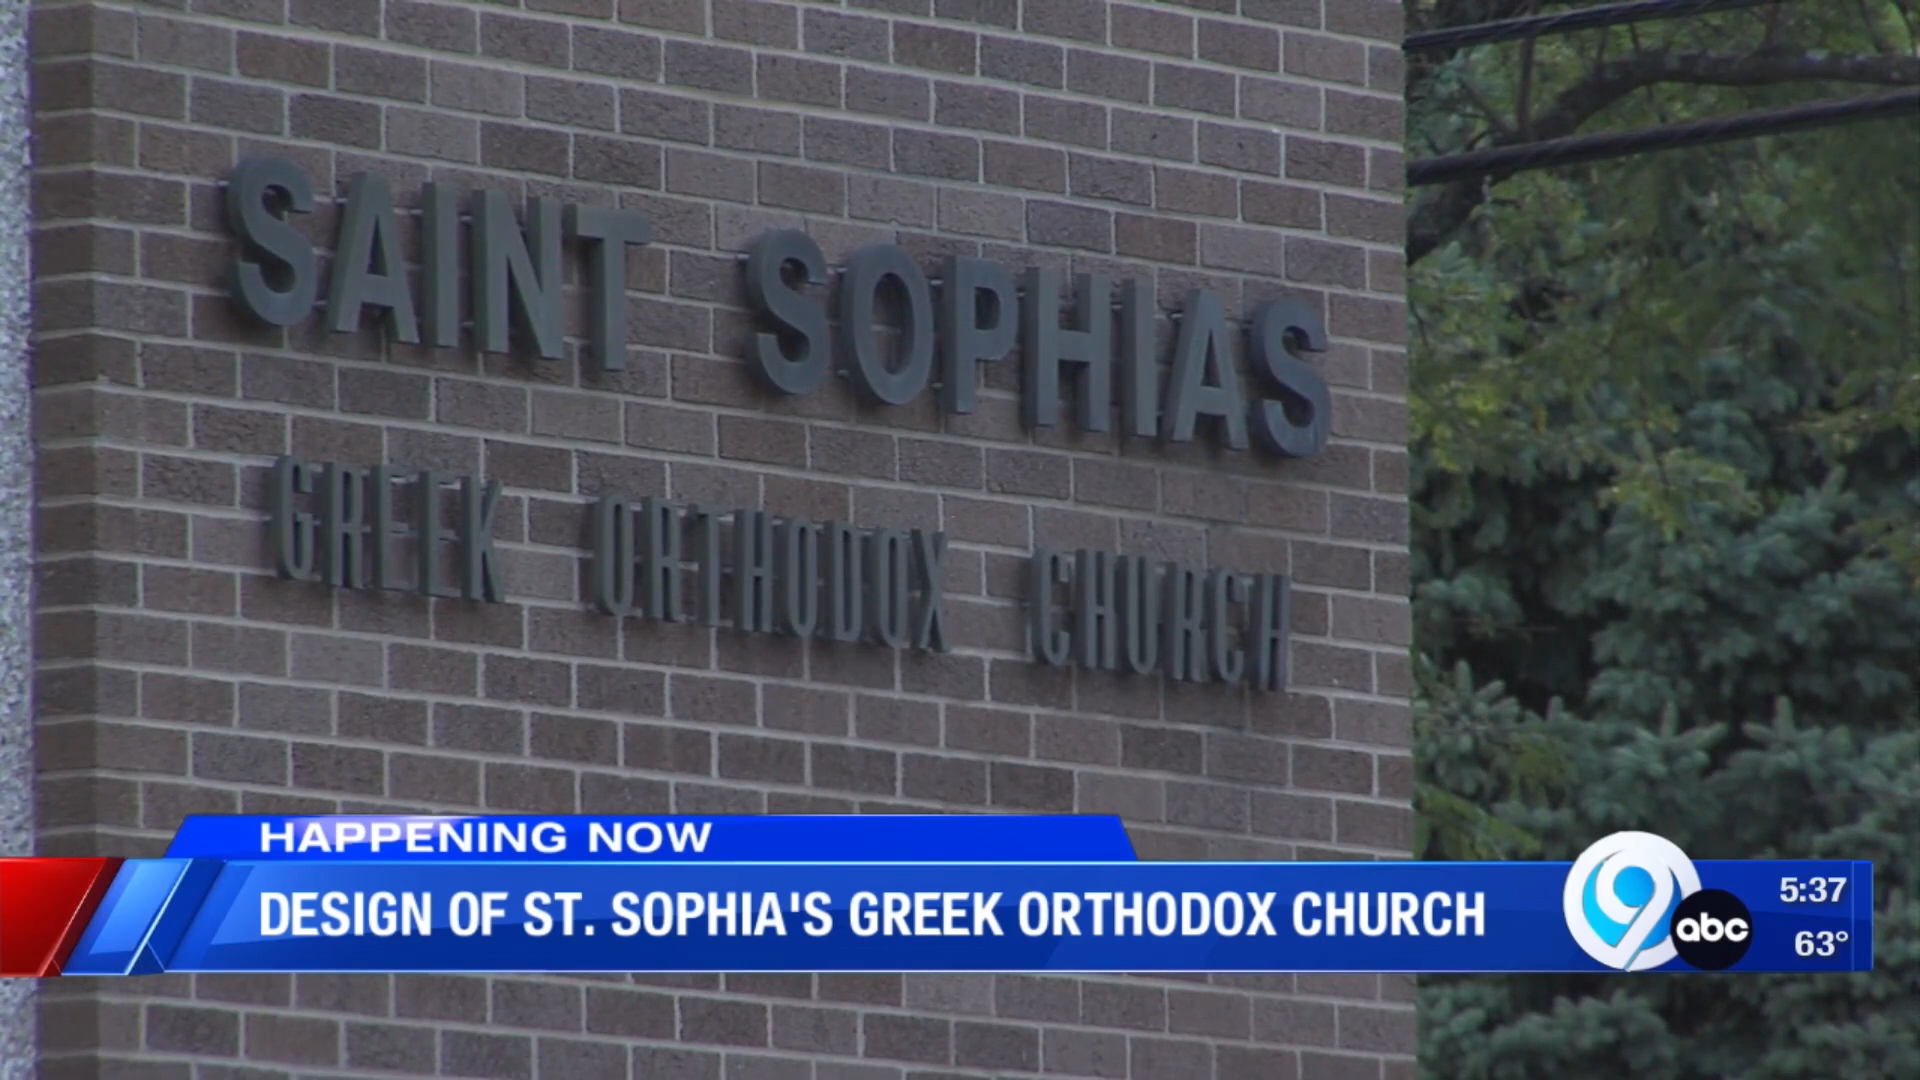 SAINT SOPHIAS
GREEK ORTHODOX CHURCH
HAPPENING NOW
DESIGN OF ST. SOPHIA'S GREEK ORTHODOX CHURCH
9
abc
5:37
63°